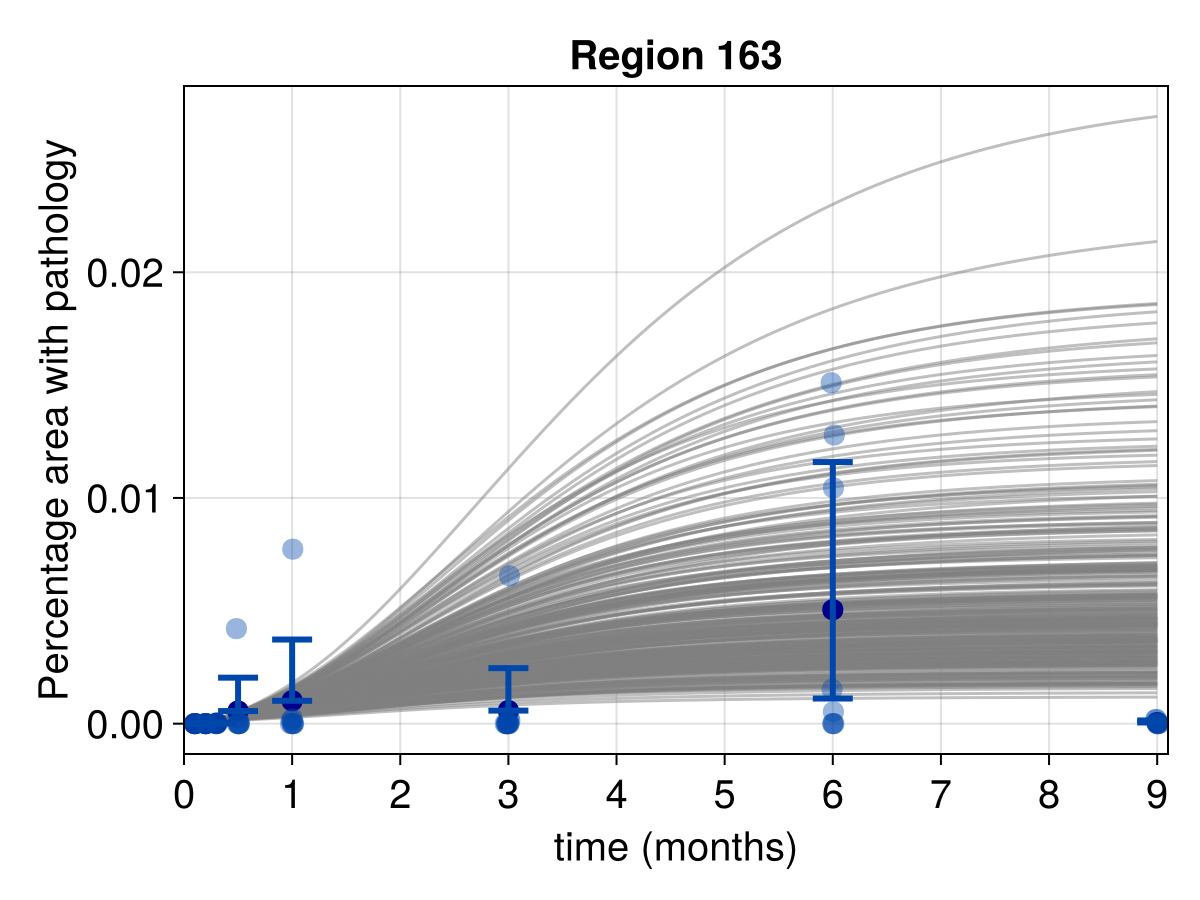 Region 163
Percentage area with pathology
0.02
0.01
0.00
0 1 2 3 4 5 6 7 8 9
time (months)